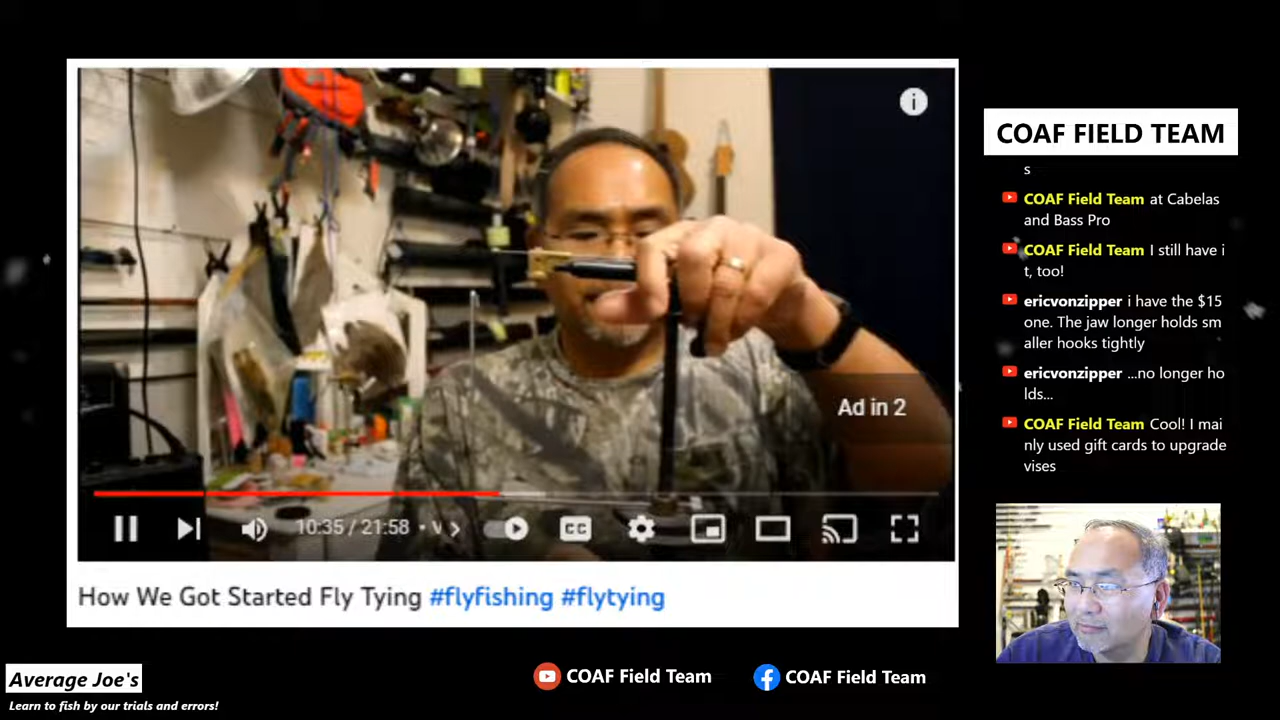 COAF FIELD TEAM
s
COAF Field Team at Cabelas
and Bass Pro
COAF Field Team I still have i
t, too!
ericvonzipper i have the $15
one. The jaw longer holds sm
aller hooks tightly
ericvonzipper ...no longer ho
lds...
COAF Field Team Cool! I mai
nly used gift cards to upgrade
vises
i
Ad in 2
10:35 / 21:58 • V
CC
How We Got Started Fly Tying #flyfishing #flytying
Average Joe's
Learn to fish by our trials and errors!
COAF Field Team
COAF Field Team